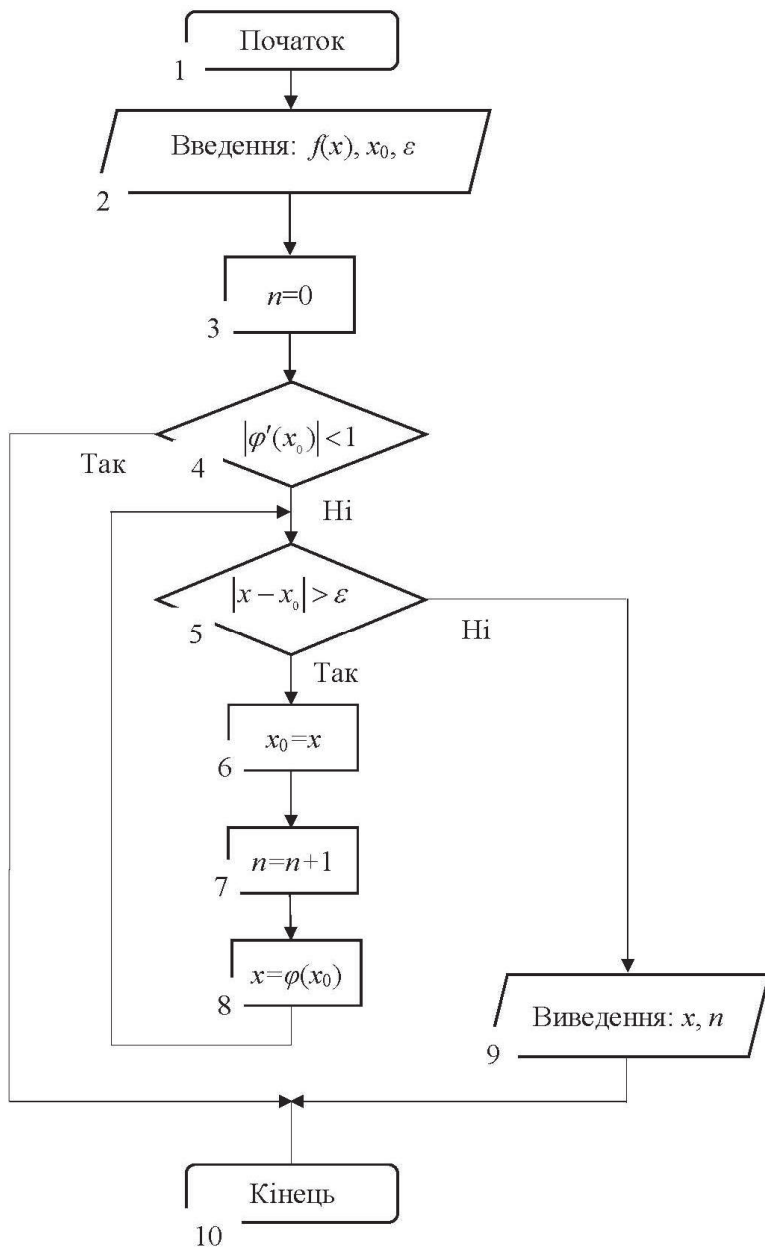 Початок
1
Введення: f(x), x₀, ε
2
n=0
3
|φ′(x₀)|<1
Так
4
Ні
|x − x₀| > ε
5
Ні
Так
x₀=x
6
n=n+1
7
x=φ(x₀)
8
Виведення: x, n
9
Кінець
10